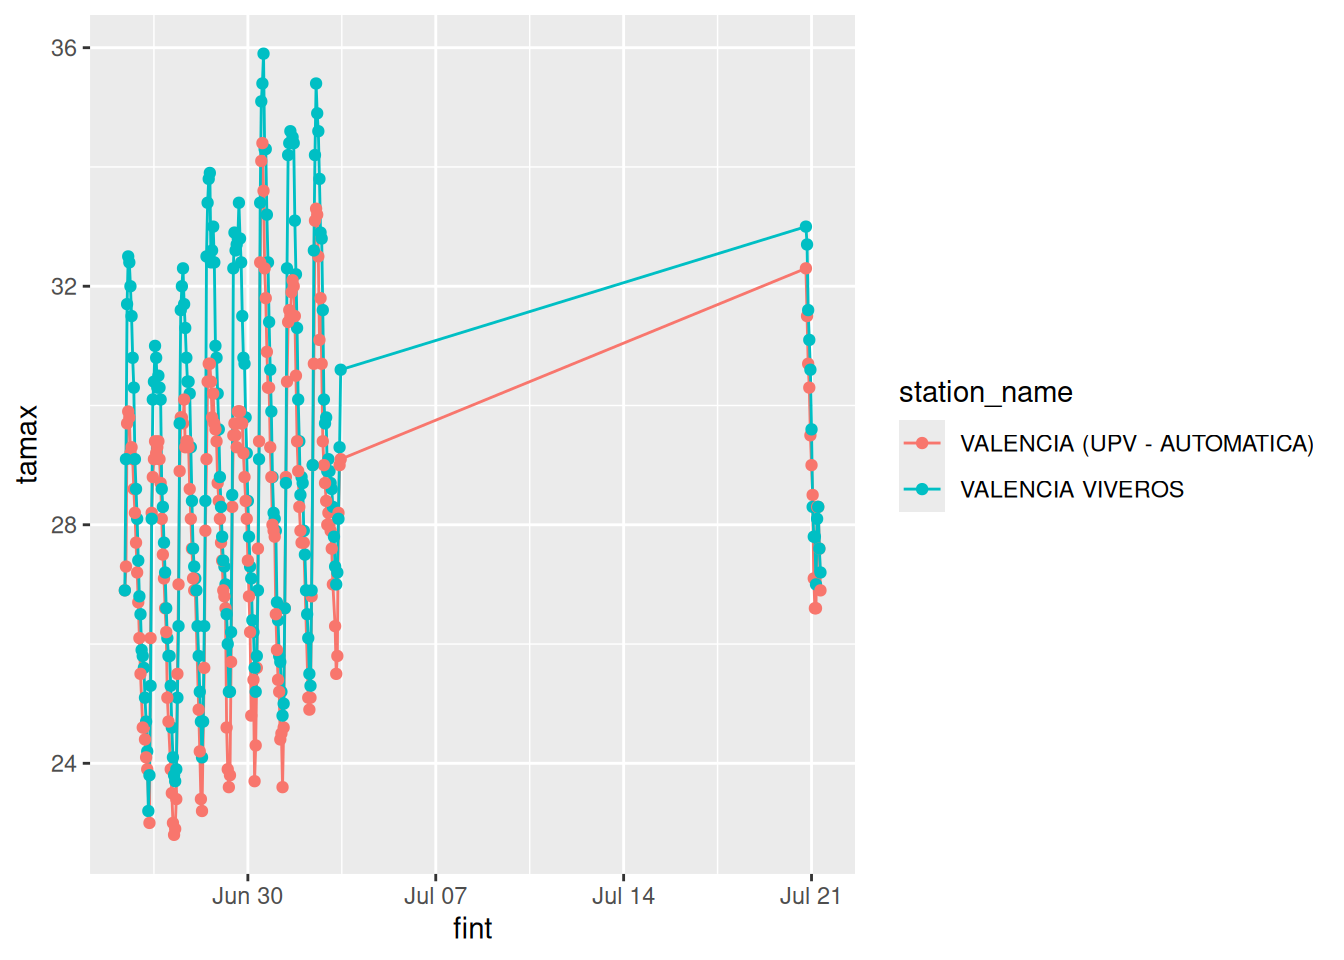 36
32
28
24
tamax
Jun 30
Jul 07
Jul 14
Jul 21
fint
station_name
VALENCIA (UPV - AUTOMATICA)
VALENCIA VIVEROS